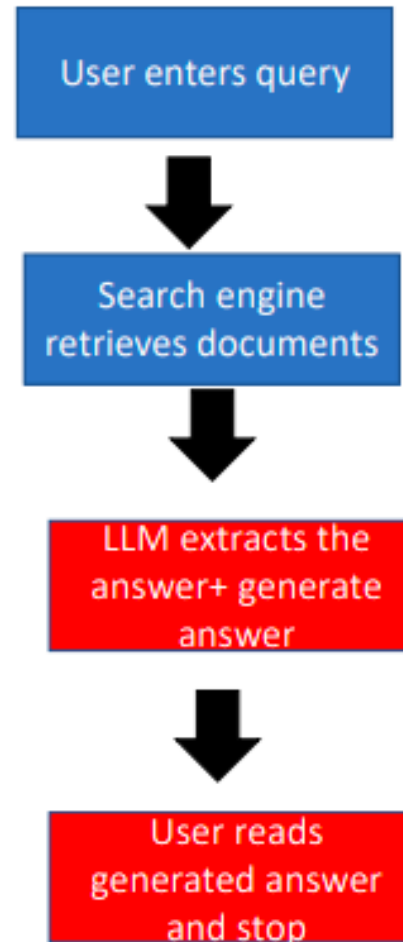 User enters query
Search engine
retrieves documents
LLM extracts the
answer+ generate
answer
User reads
generated answer
and stop